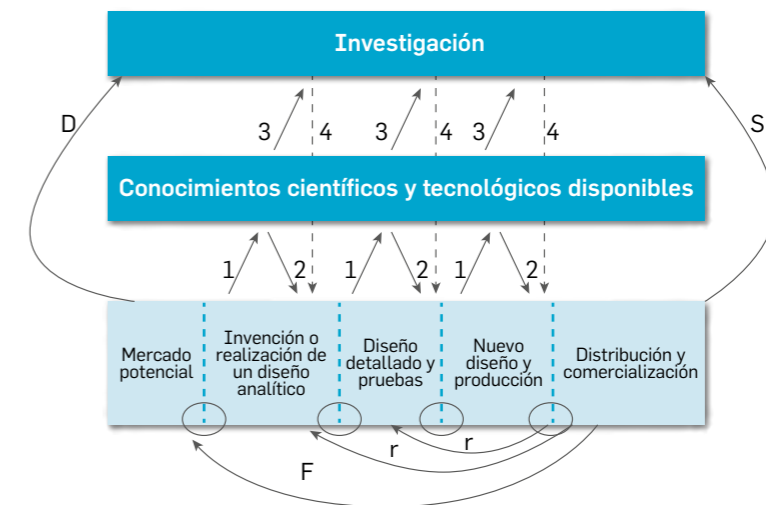 Investigación
D
S
3 4 3 4 3 4
Conocimientos científicos y tecnológicos disponibles
1 2 1 2 1 2
Mercado
potencial
Invención o
realización de
un diseño
analítico
Diseño
detallado y
pruebas
Nuevo
diseño y
producción
Distribución y
comercialización
r
r
F